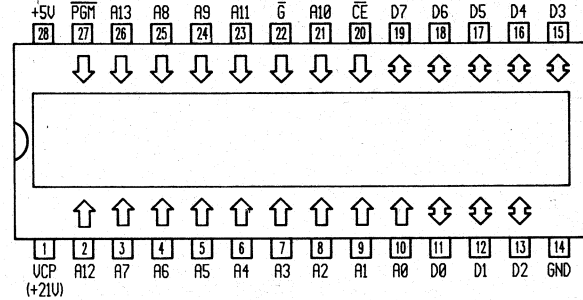 +5V P̅G̅M̅ A13 A8 A9 A11 G̅ A10 C̅E̅ D7 D6 D5 D4 D3
28 27 26 25 24 23 22 21 20 19 18 17 16 15
1 2 3 4 5 6 7 8 9 10 11 12 13 14
VCP A12 A7 A6 A5 A4 A3 A2 A1 A0 D0 D1 D2 GND
(+21V)